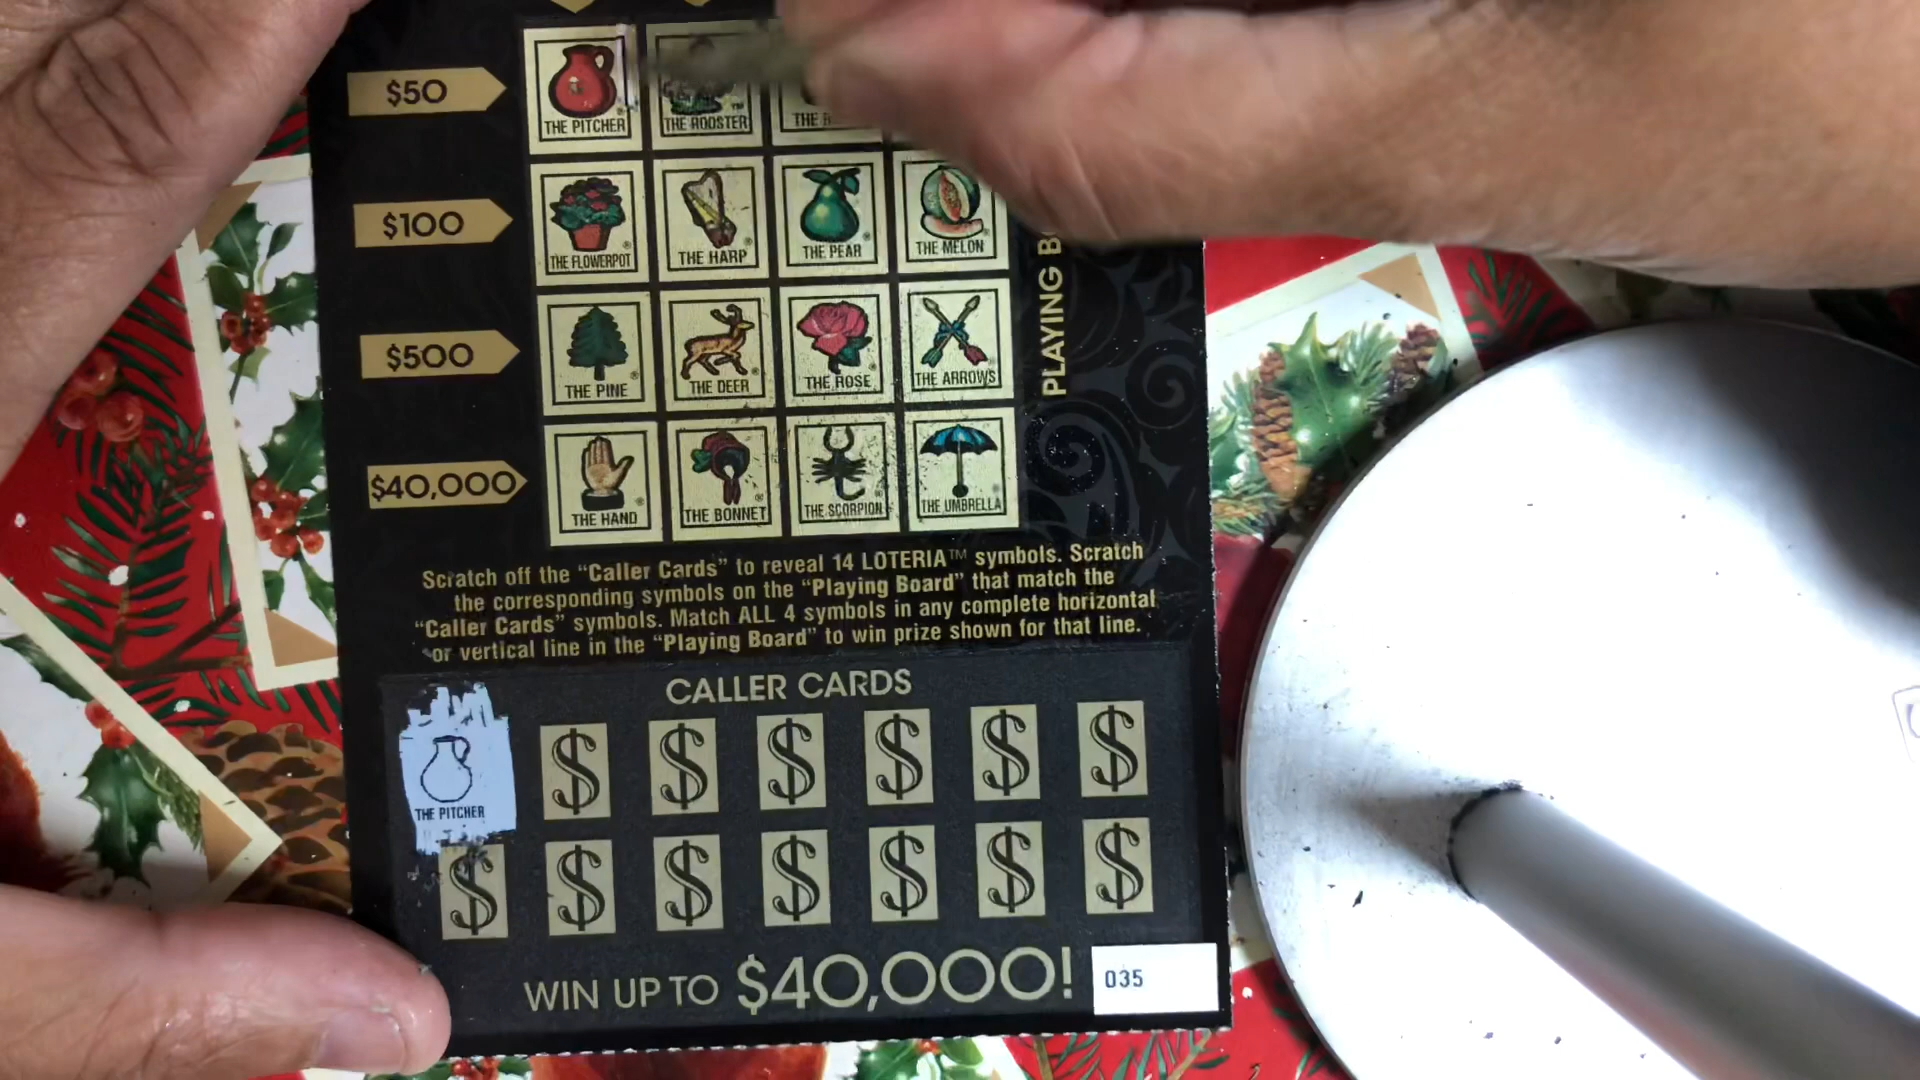 $50
THE PITCHER
THE ROOSTER
THE
$100
THE FLOWERPOT
THE HARP
THE PEAR
THE MELON
$500
THE PINE
THE DEER
THE ROSE
THE ARROWS
$40,000
THE HAND
THE BONNET
THE SCORPION
THE UMBRELLA
PLAYING
Scratch off the “Caller Cards” to reveal 14 LOTERIA™ symbols. Scratch
the corresponding symbols on the “Playing Board” that match the
“Caller Cards” symbols. Match ALL 4 symbols in any complete horizontal
or vertical line in the “Playing Board” to win prize shown for that line.
CALLER CARDS
THE PITCHER
$ $ $ $ $ $
$ $ $ $ $ $ $
WIN UP TO $40,000!
035